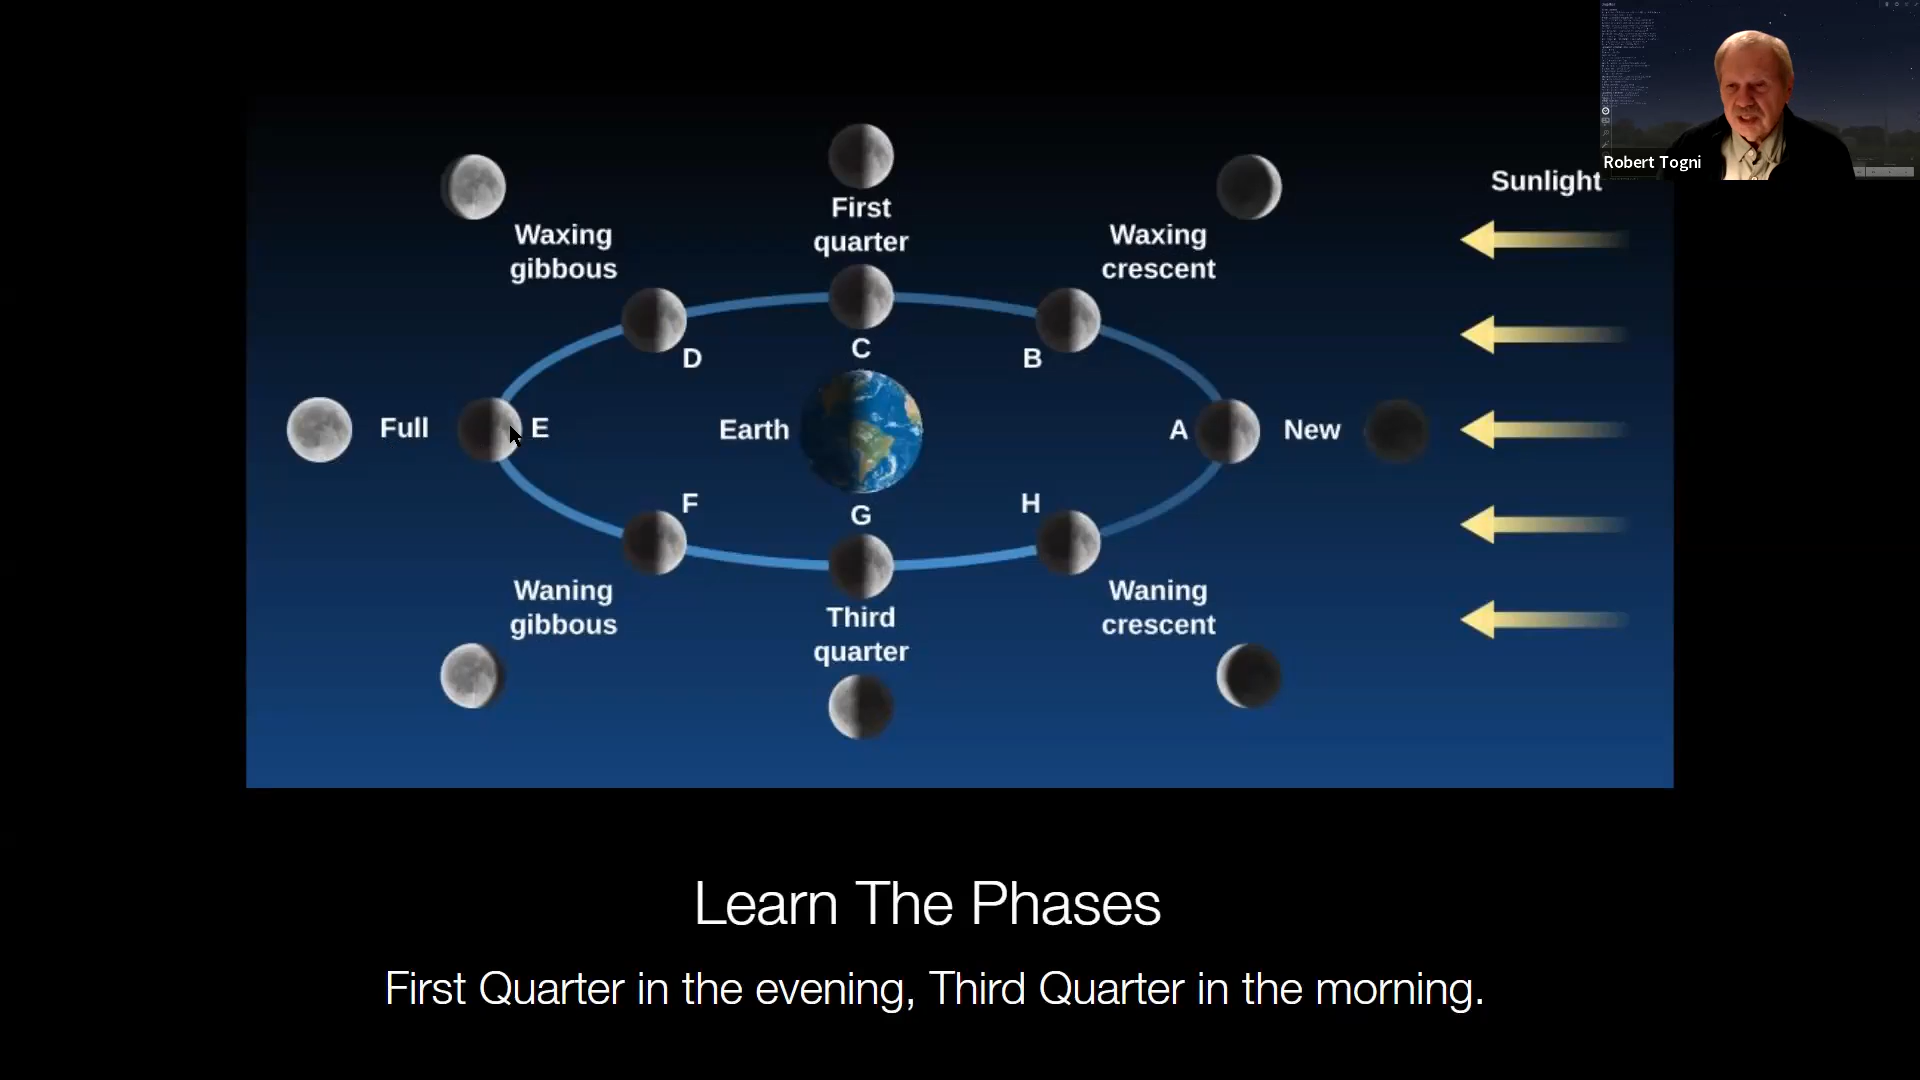 Robert Togni
Sunlight
First
quarter
Waxing
gibbous
Waxing
crescent
C
D
B
Full
E
Earth
A
New
F
G
H
Waning
gibbous
Third
quarter
Waning
crescent
Learn The Phases
First Quarter in the evening, Third Quarter in the morning.